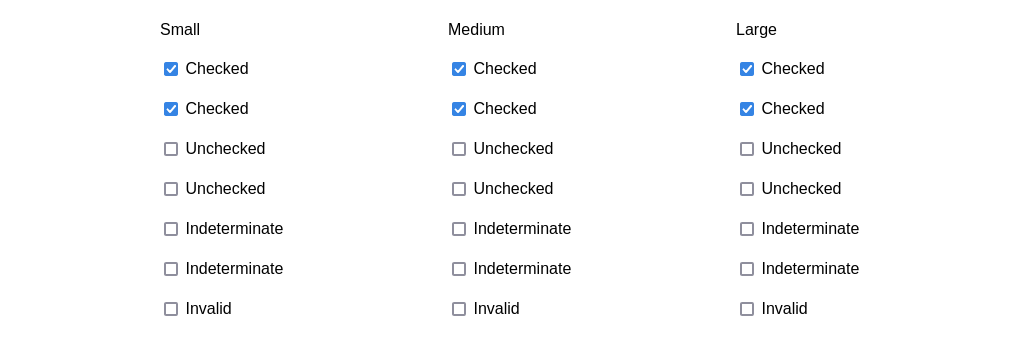 Small
Checked
Checked
Unchecked
Unchecked
Indeterminate
Indeterminate
Invalid
Medium
Checked
Checked
Unchecked
Unchecked
Indeterminate
Indeterminate
Invalid
Large
Checked
Checked
Unchecked
Unchecked
Indeterminate
Indeterminate
Invalid